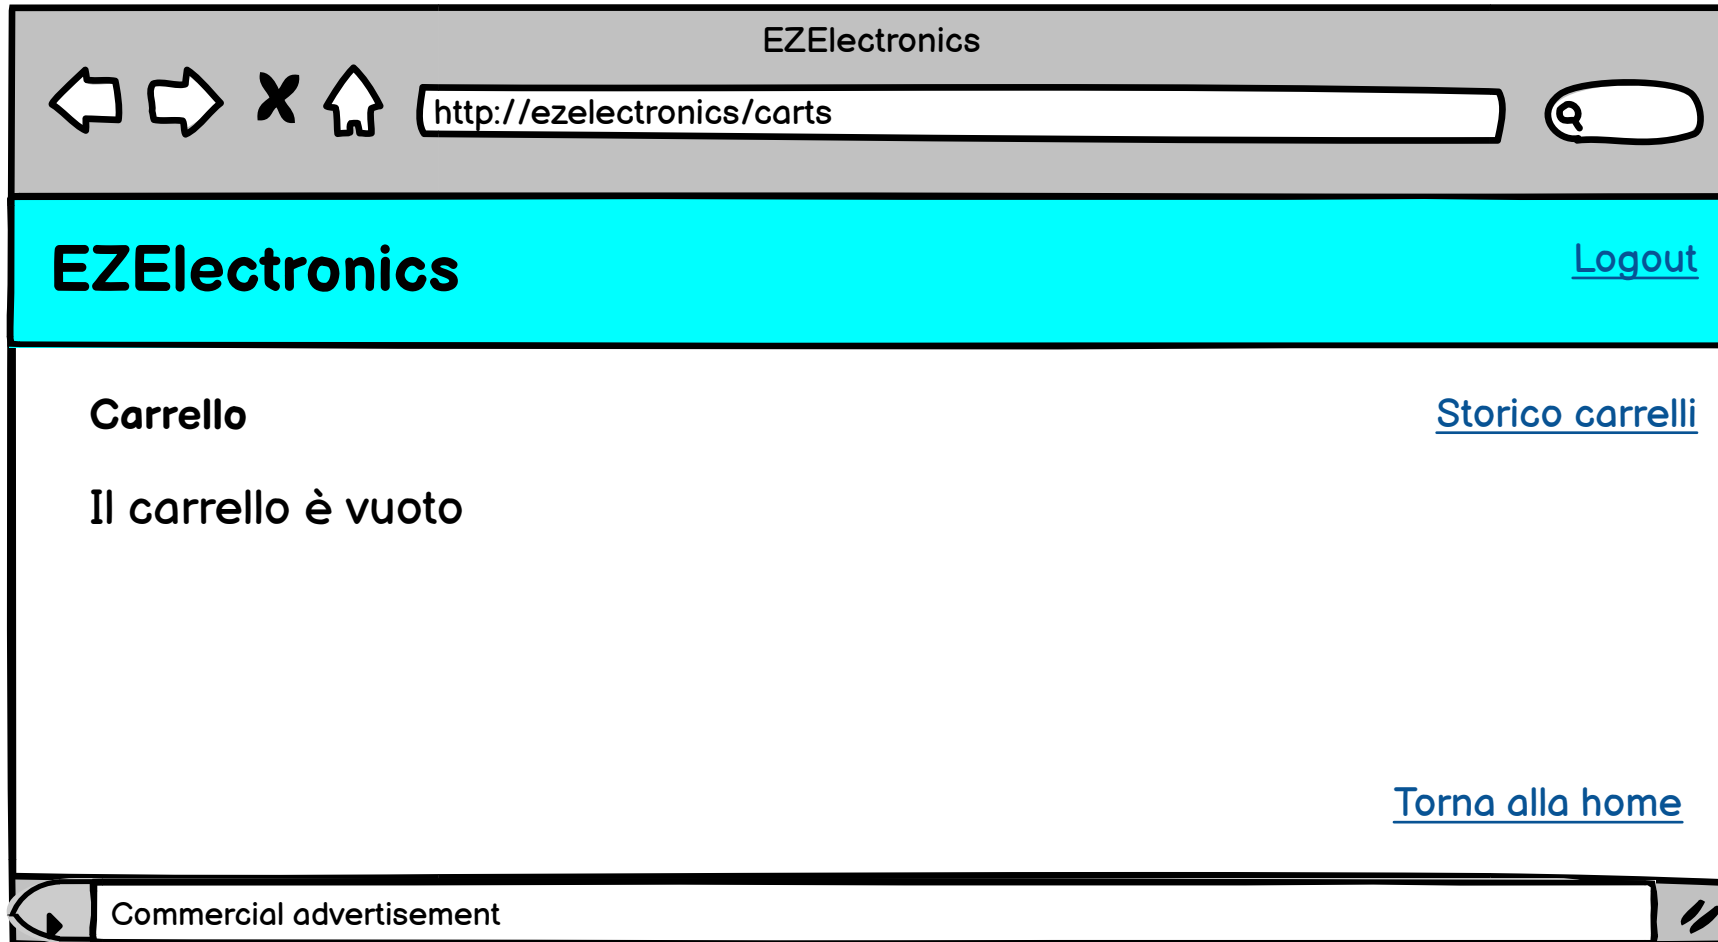 EZElectronics
http://ezelectronics/carts
EZElectronics
Logout
Carrello
Storico carrelli
Il carrello è vuoto
Torna alla home
Commercial advertisement